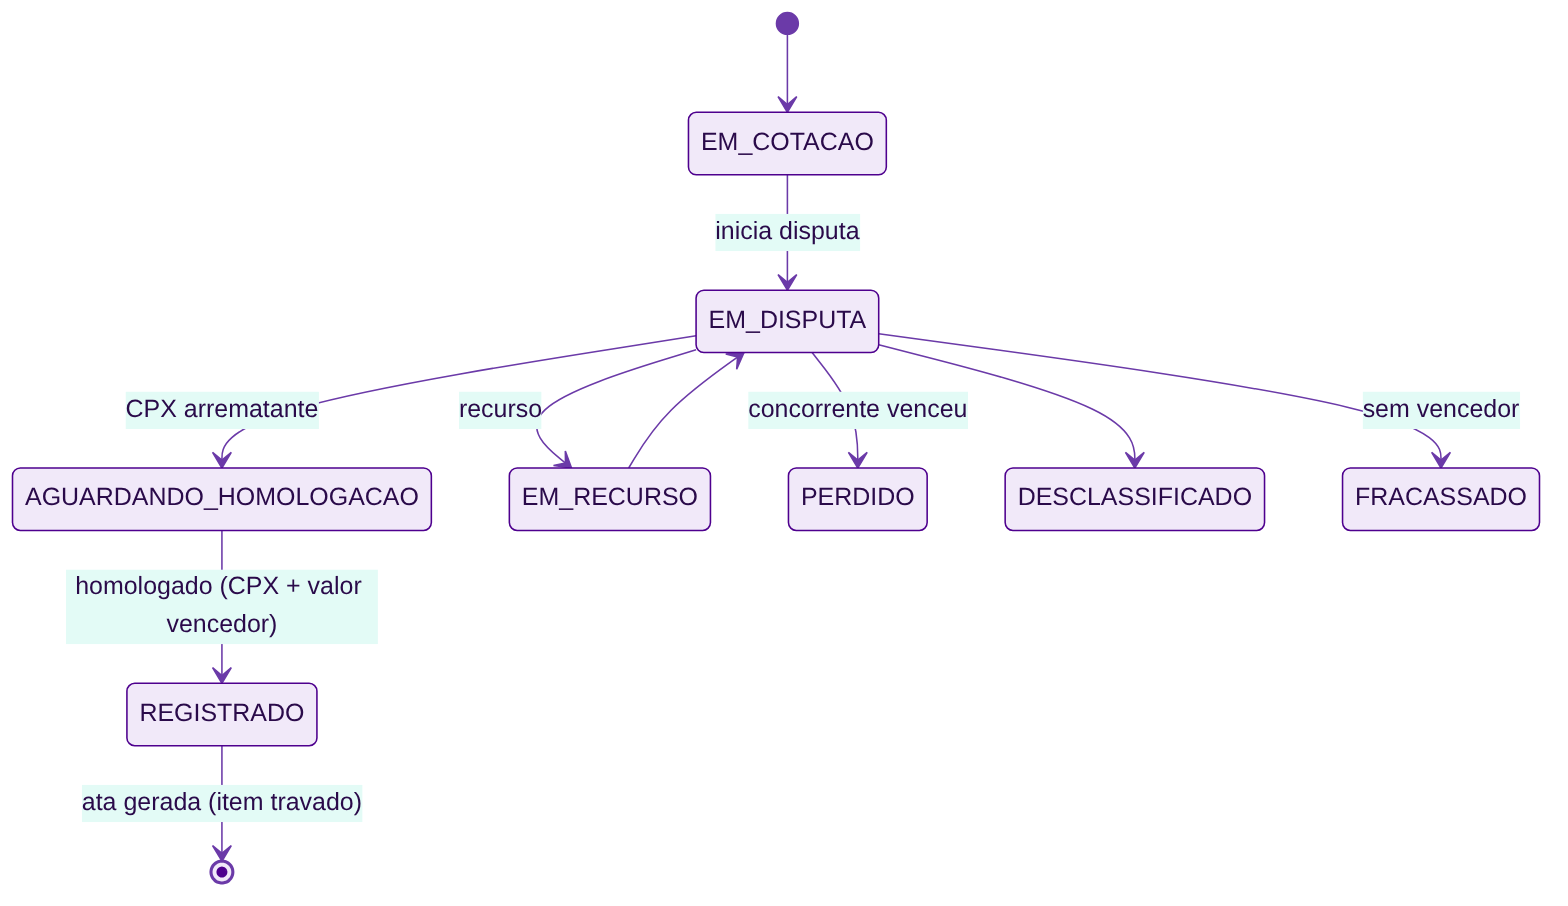 EM_COTACAO
inicia disputa
EM_DISPUTA
CPX arrematante
recurso
concorrente venceu
sem vencedor
AGUARDANDO_HOMOLOGACAO
EM_RECURSO
PERDIDO
DESCLASSIFICADO
FRACASSADO
homologado (CPX + valor
vencedor)
REGISTRADO
ata gerada (item travado)